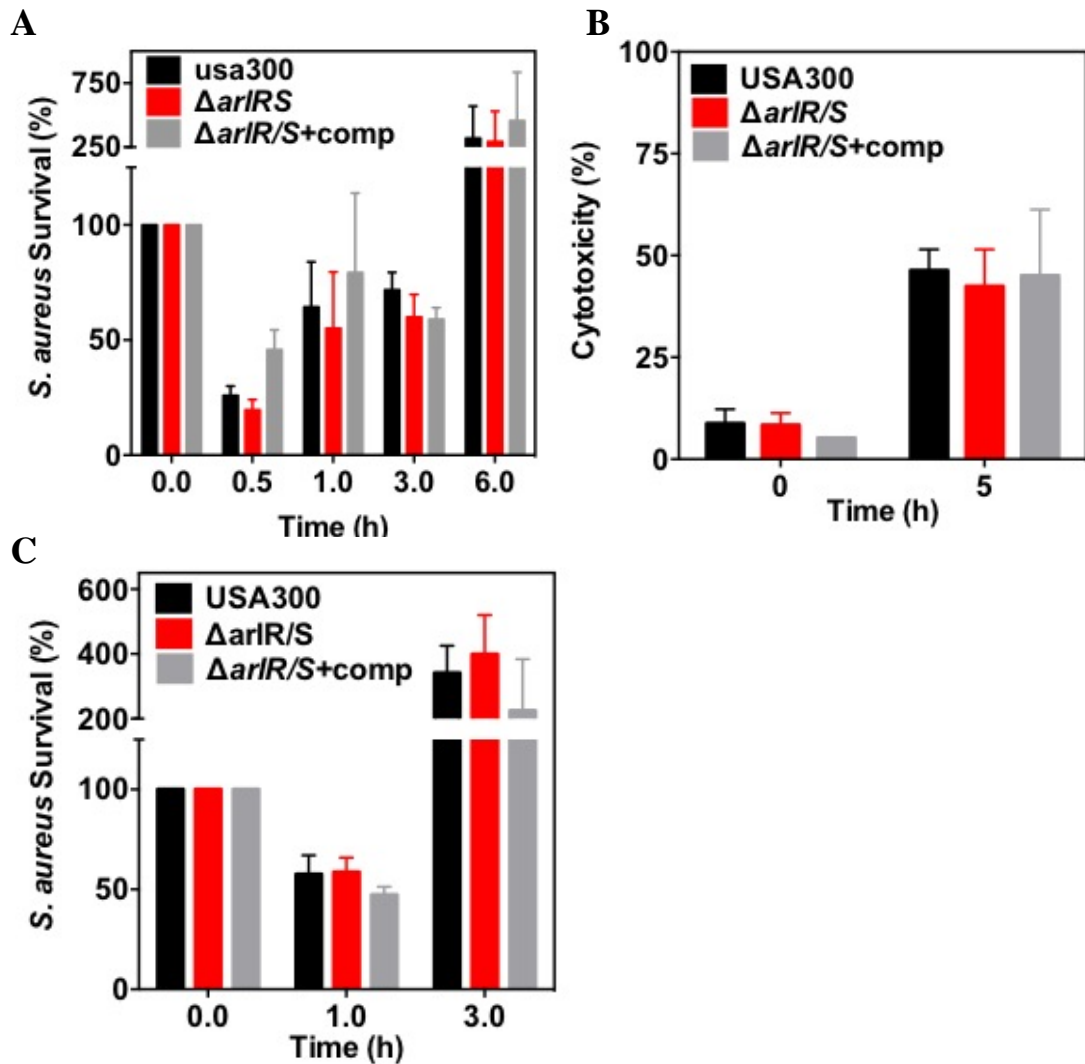 A
S. aureus Survival (%)
750
250
100
50
0
usa300
ΔarlRS
ΔarlR/S+comp
0.0 0.5 1.0 3.0 6.0
Time (h)
B
Cytotoxicity (%)
100
75
50
25
0
USA300
ΔarlR/S
ΔarlR/S+comp
0 5
Time (h)
C
S. aureus Survival (%)
600
400
200
100
50
0
USA300
ΔarlR/S
ΔarlR/S+comp
0.0 1.0 3.0
Time (h)